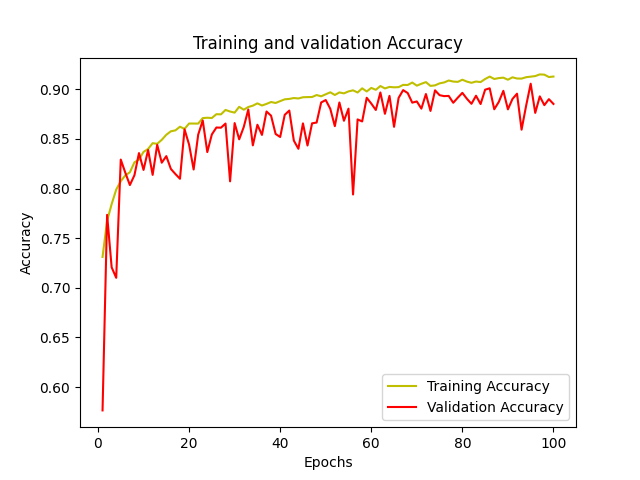 Training and validation Accuracy
Accuracy
0.90
0.85
0.80
0.75
0.70
0.65
0.60
Training Accuracy
Validation Accuracy
0 20 40 60 80 100
Epochs